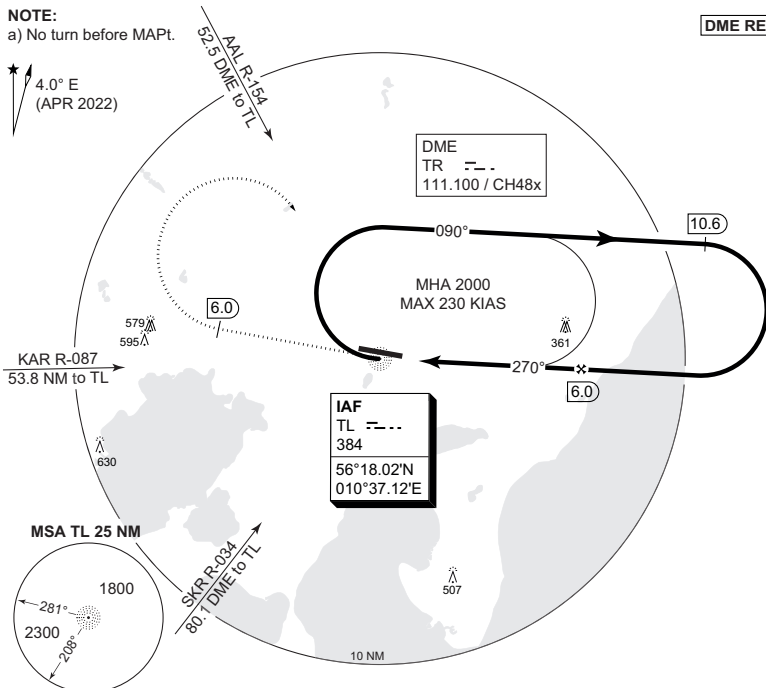 NOTE:
a) No turn before MAPt.
DME RE
4.0° E
(APR 2022)
AAL R-154
52.5 DME to TL
DME
TR
111.100 / CH48x
090°
10.6
MHA 2000
MAX 230 KIAS
6.0
579
595
361
KAR R-087
53.8 NM to TL
270°
6.0
IAF
TL
384
56°18.02'N
010°37.12'E
630
MSA TL 25 NM
1800
281°
2300
208°
SKR R-034
80.1 DME to TL
507
10 NM